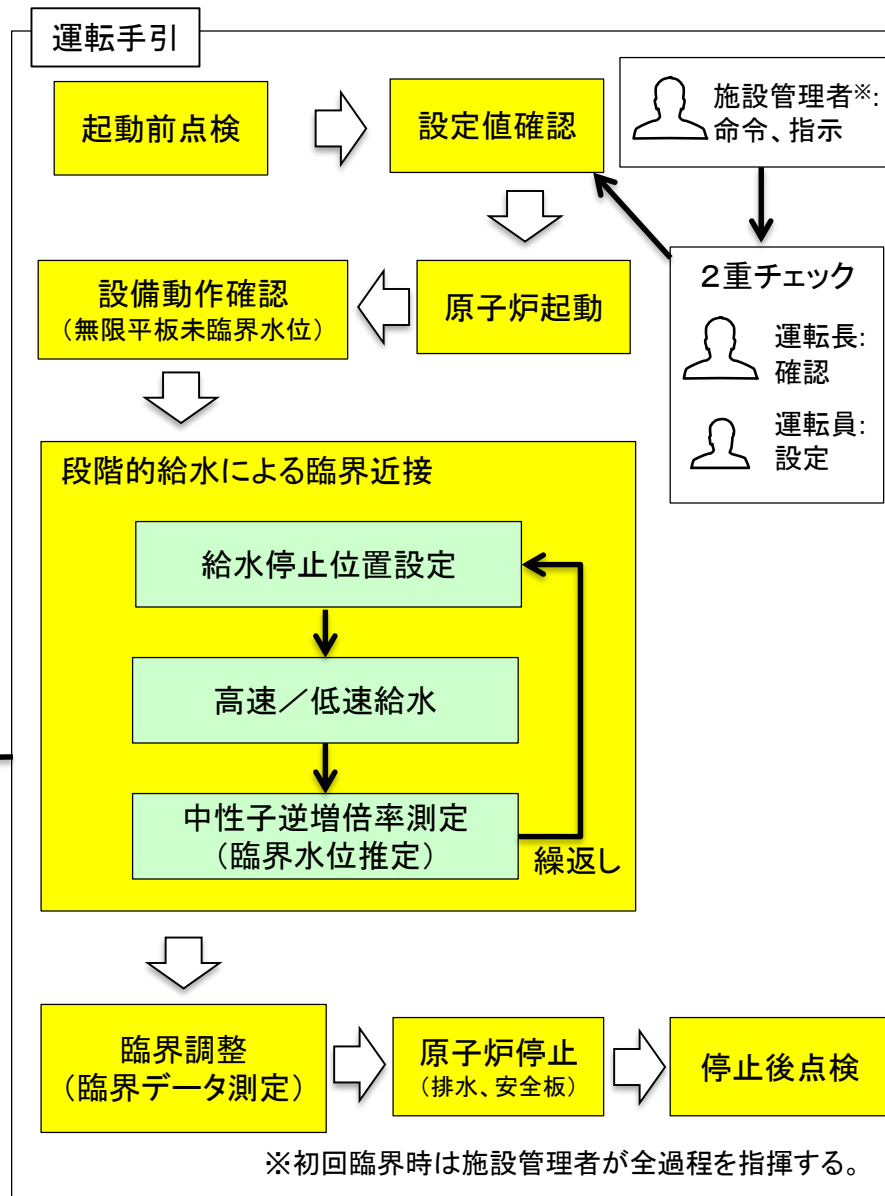 運転手引
起動前点検
設定値確認
施設管理者※:
命令、指示
2重チェック
運転長:
確認
運転員:
設定
原子炉起動
設備動作確認
（無限平板未臨界水位）
段階的給水による臨界近接
給水停止位置設定
高速／低速給水
中性子逆増倍率測定
（臨界水位推定）
繰返し
臨界調整
（臨界データ測定）
原子炉停止
（排水、安全板）
停止後点検
※初回臨界時は施設管理者が全過程を指揮する。